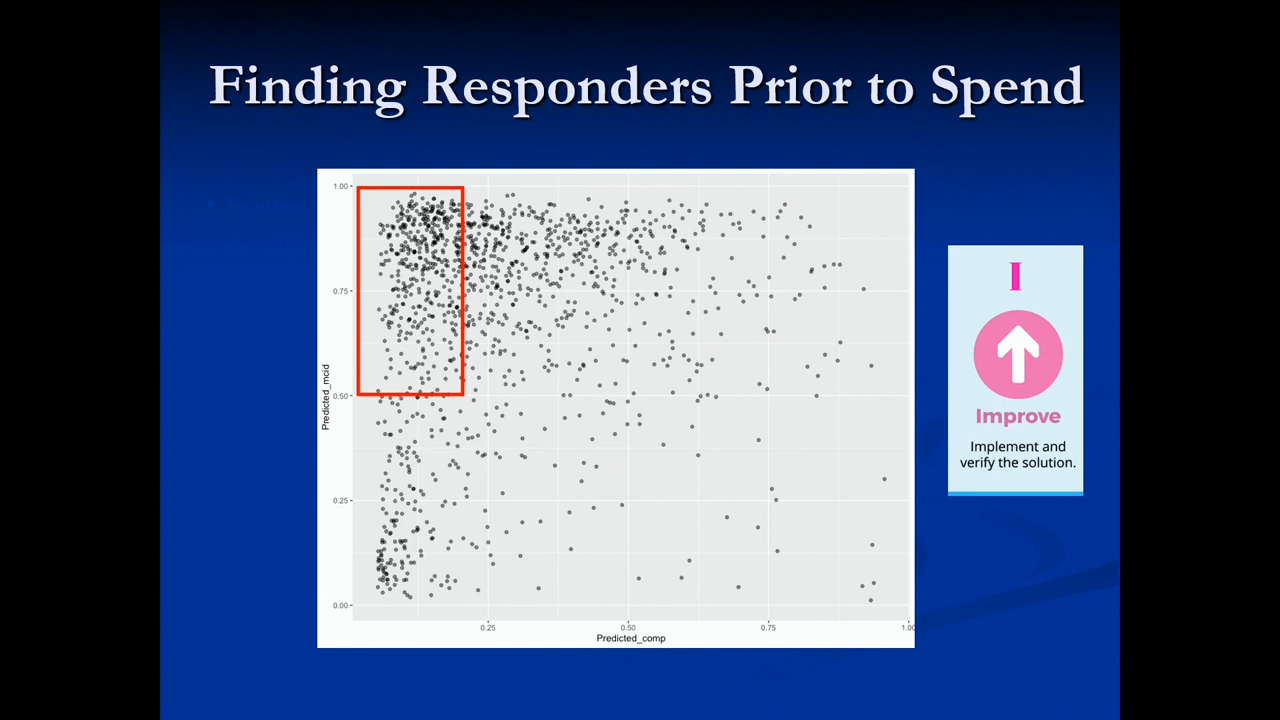 Finding Responders Prior to Spend
1.00
0.75
0.50
0.25
0.00
Predicted_mcid
0.25
0.50
0.75
1.00
Predicted_comp
I
Improve
Implement and
verify the solution.